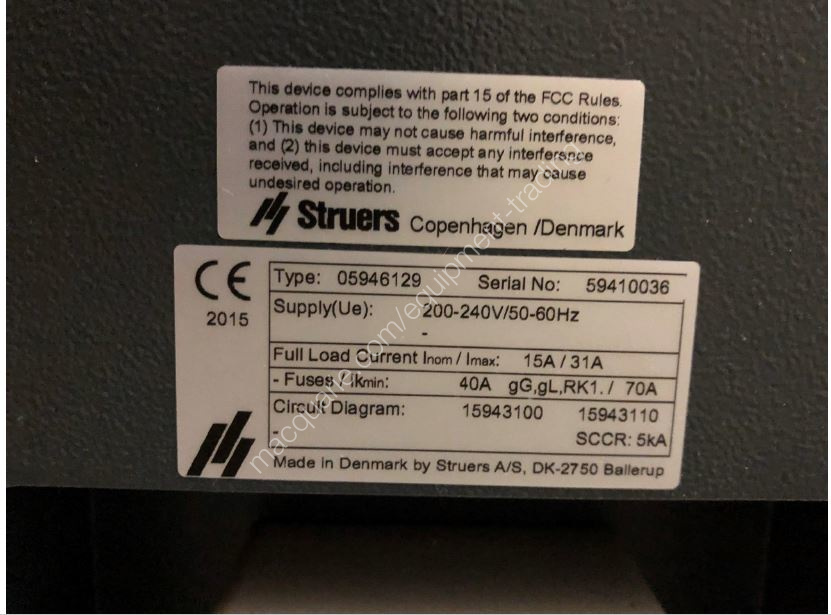 This device complies with part 15 of the FCC Rules.
Operation is subject to the following two conditions:
(1) This device may not cause harmful interference,
and (2) this device must accept any interference
received, including interference that may cause
undesired operation.
Struers Copenhagen /Denmark
CE
2015
Type: 05946129 Serial No: 59410036
Supply(Ue): 200-240V/50-60Hz
-
Full Load Current Inom / Imax: 15A / 31A
- Fuses / Ikmin: 40A gG,gL,RK1. / 70A
Circuit Diagram: 15943100 15943110
- SCCR: 5kA
Made in Denmark by Struers A/S, DK-2750 Ballerup
macquarie.com/equipment-trading